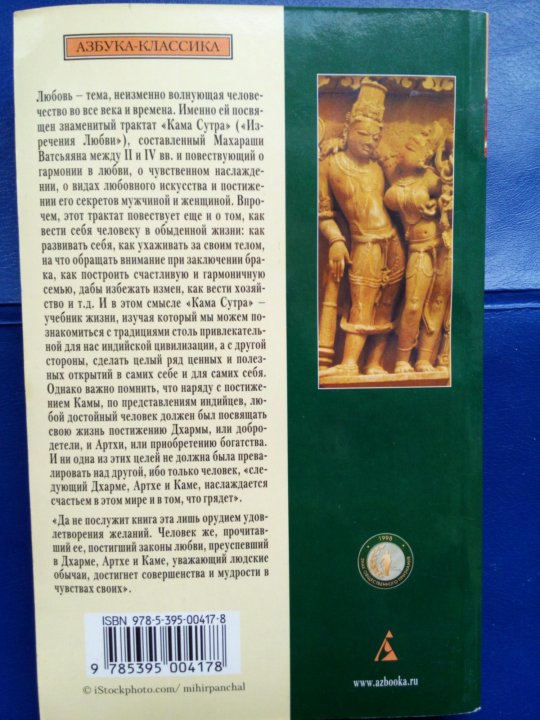 АЗБУКА-КЛАССИКА
Любовь – тема, неизменно волнующая челове-
чество во все века и времена. Именно ей посвя-
щен знаменитый трактат «Кама Сутра» («Из-
речения Любви»), составленный Махараши
Ватсьяяна между II и IV вв. и повествующий о
гармонии в любви, о чувственном наслажде-
нии, о видах любовного искусства и постиже-
нии его секретов мужчиной и женщиной. Впро-
чем, этот трактат повествует еще и о том, как
вести себя человеку в обыденной жизни: как
развивать себя, как ухаживать за своим телом,
на что обращать внимание при заключении бра-
ка, как построить счастливую и гармоничную
семью, дабы избежать измен, как вести хозяй-
ство и т.д. И в этом смысле «Кама Сутра» –
учебник жизни, изучая который мы можем по-
знакомиться с традициями столь привлекатель-
ной для нас индийской цивилизации, а с другой
стороны, сделать целый ряд ценных и полез-
ных открытий в самих себе и для самих себя.
Однако важно помнить, что наряду с постиже-
нием Камы, по представлениям индийцев, лю-
бой достойный человек должен был посвящать
свою жизнь постижению Дхармы, или добро-
детели, и Артхи, или приобретению богатства.
И ни одна из этих целей не должна была прева-
лировать над другой, ибо только человек, «сле-
дующий Дхарме, Артхе и Каме, наслаждается
счастьем в этом мире и в том, что грядет».
«Да не послужит книга эта лишь орудием удов-
летворения желаний. Человек же, прочитав-
ший ее, постигший законы любви, преуспевший
в Дхарме, Артхе и Каме, уважающий людские
обычаи, достигнет совершенства и мудрости в
чувствах своих».
ISBN 978-5-395-00417-8
9 785395 004178
© iStockphoto.com/ mihirpanchal
1998
ЗНАК ОБЩЕСТВЕННОГО ПРИЗНАНИЯ
www.azbooka.ru